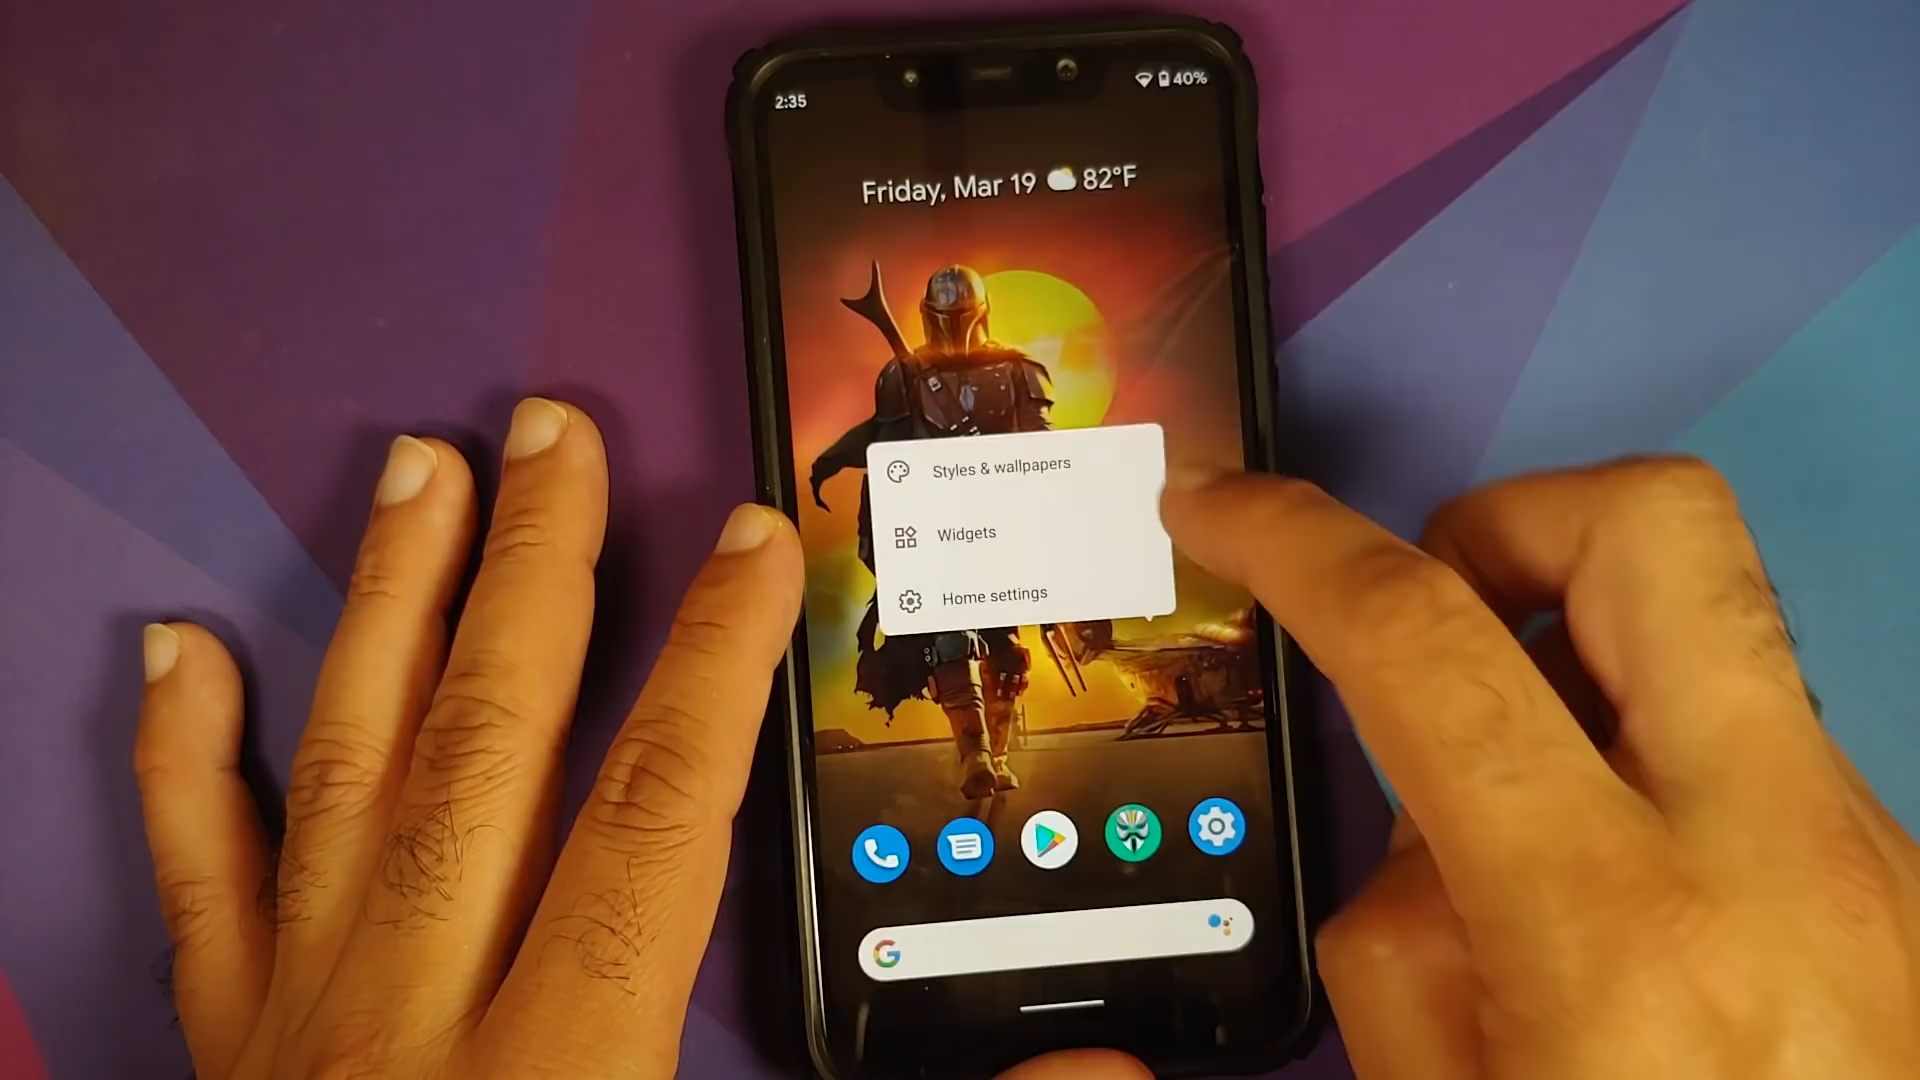 2:35
40%
Friday, Mar 19 82°F
Styles & wallpapers
Widgets
Home settings
G